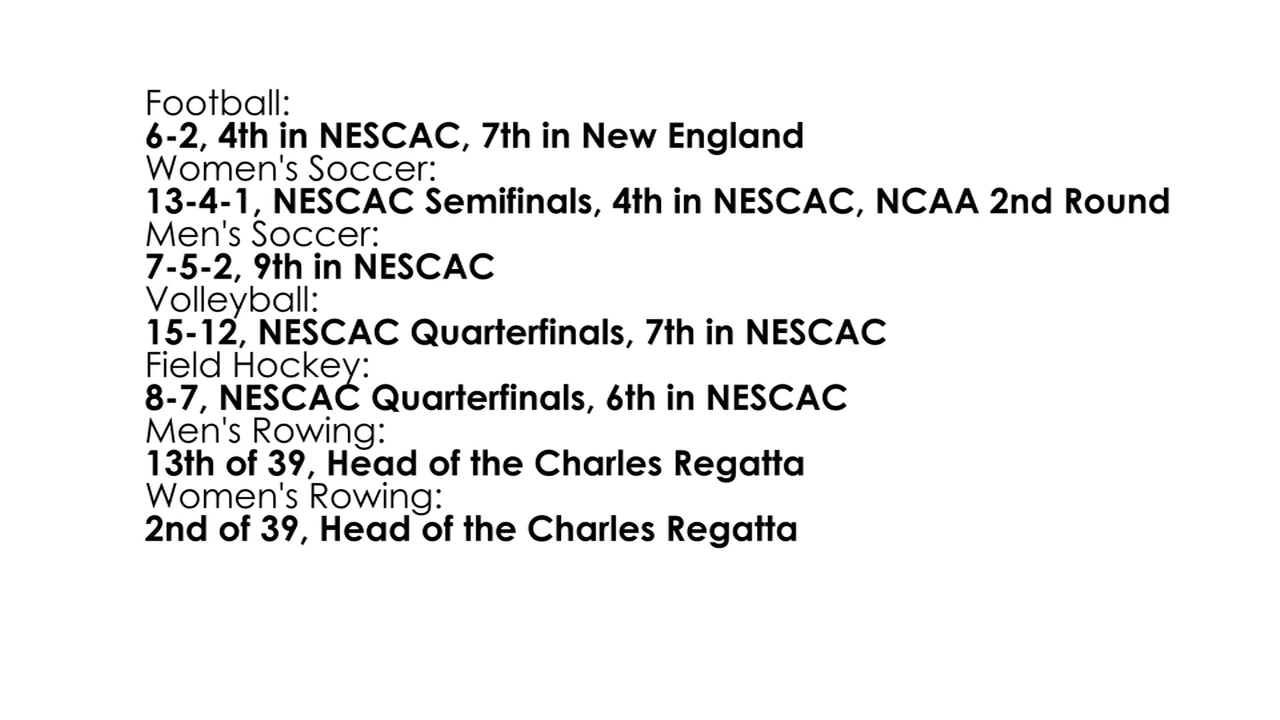 Football:
6-2, 4th in NESCAC, 7th in New England
Women's Soccer:
13-4-1, NESCAC Semifinals, 4th in NESCAC, NCAA 2nd Round
Men's Soccer:
7-5-2, 9th in NESCAC
Volleyball:
15-12, NESCAC Quarterfinals, 7th in NESCAC
Field Hockey:
8-7, NESCAC Quarterfinals, 6th in NESCAC
Men's Rowing:
13th of 39, Head of the Charles Regatta
Women's Rowing:
2nd of 39, Head of the Charles Regatta